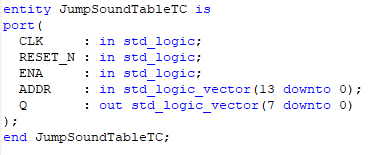 entity JumpSoundTableTC is
port(
CLK : in std_logic;
RESET_N : in std_logic;
ENA : in std_logic;
ADDR : in std_logic_vector(13 downto 0);
Q : out std_logic_vector(7 downto 0)
);
end JumpSoundTableTC;